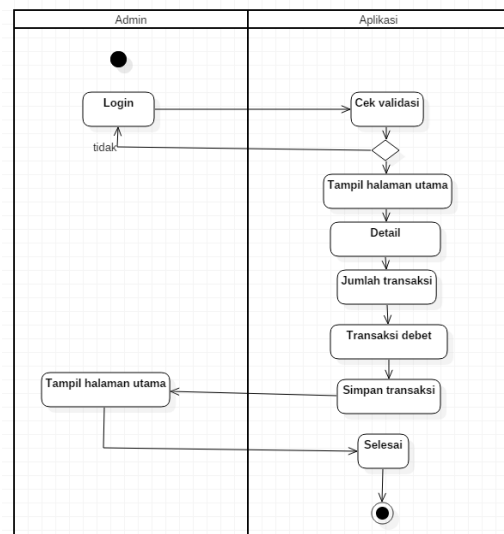 Admin
Aplikasi
Login
Cek validasi
tidak
Tampil halaman utama
Detail
Jumlah transaksi
Transaksi debet
Tampil halaman utama
Simpan transaksi
Selesai